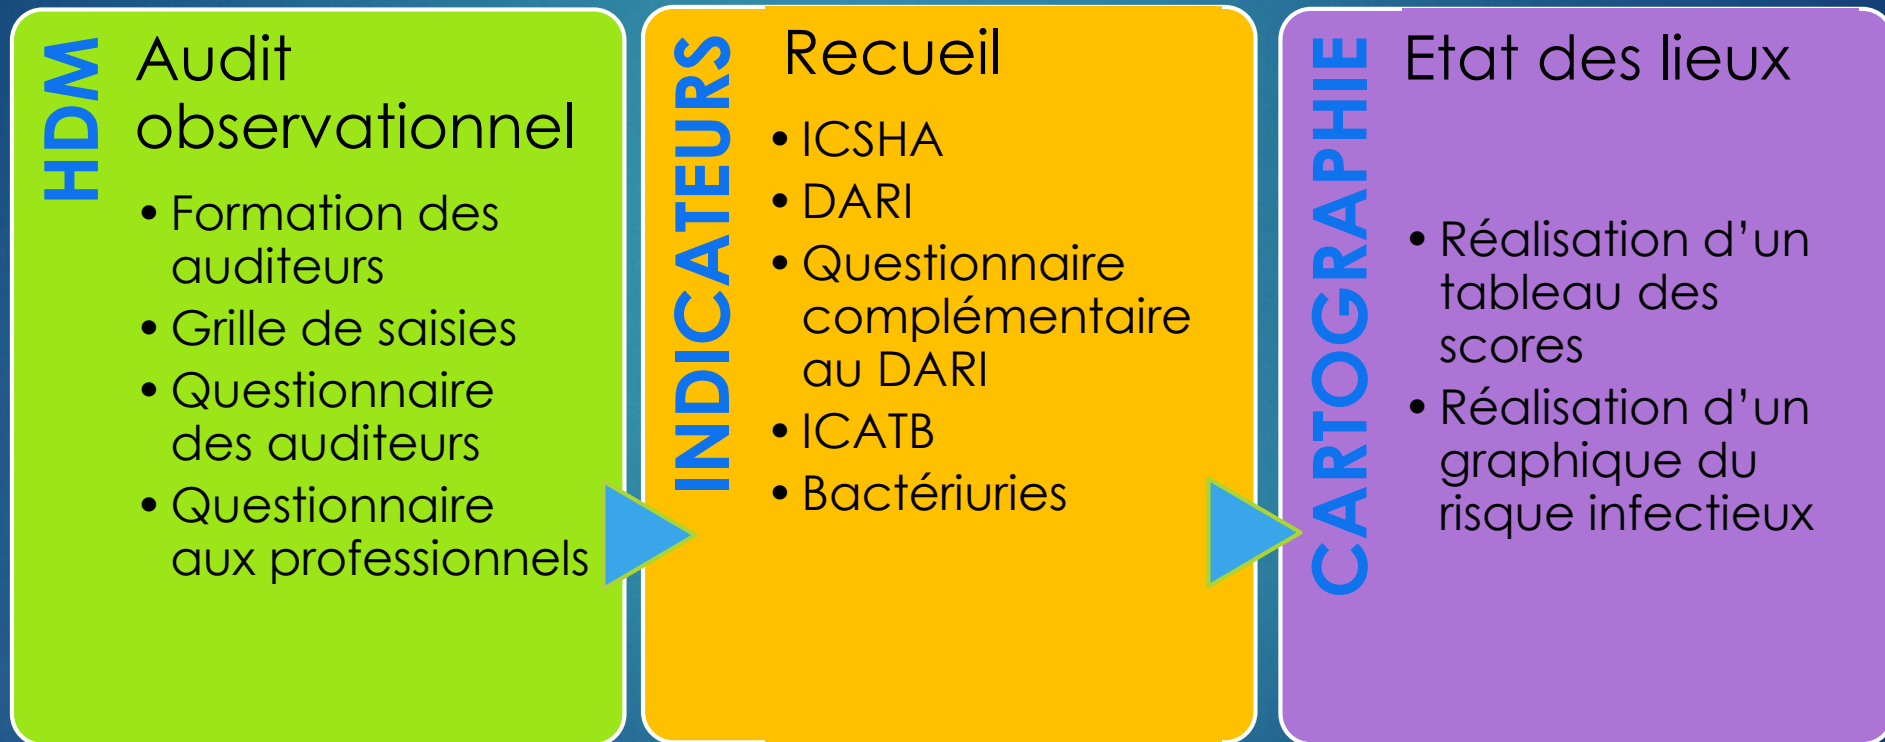 HDM
Audit
observationnel
• Formation des
auditeurs
• Grille de saisies
• Questionnaire
des auditeurs
• Questionnaire
aux professionnels
INDICATEURS
Recueil
• ICSHA
• DARI
• Questionnaire
complémentaire
au DARI
• ICATB
• Bactériuries
CARTOGRAPHIE
Etat des lieux
• Réalisation d’un
tableau des
scores
• Réalisation d’un
graphique du
risque infectieux